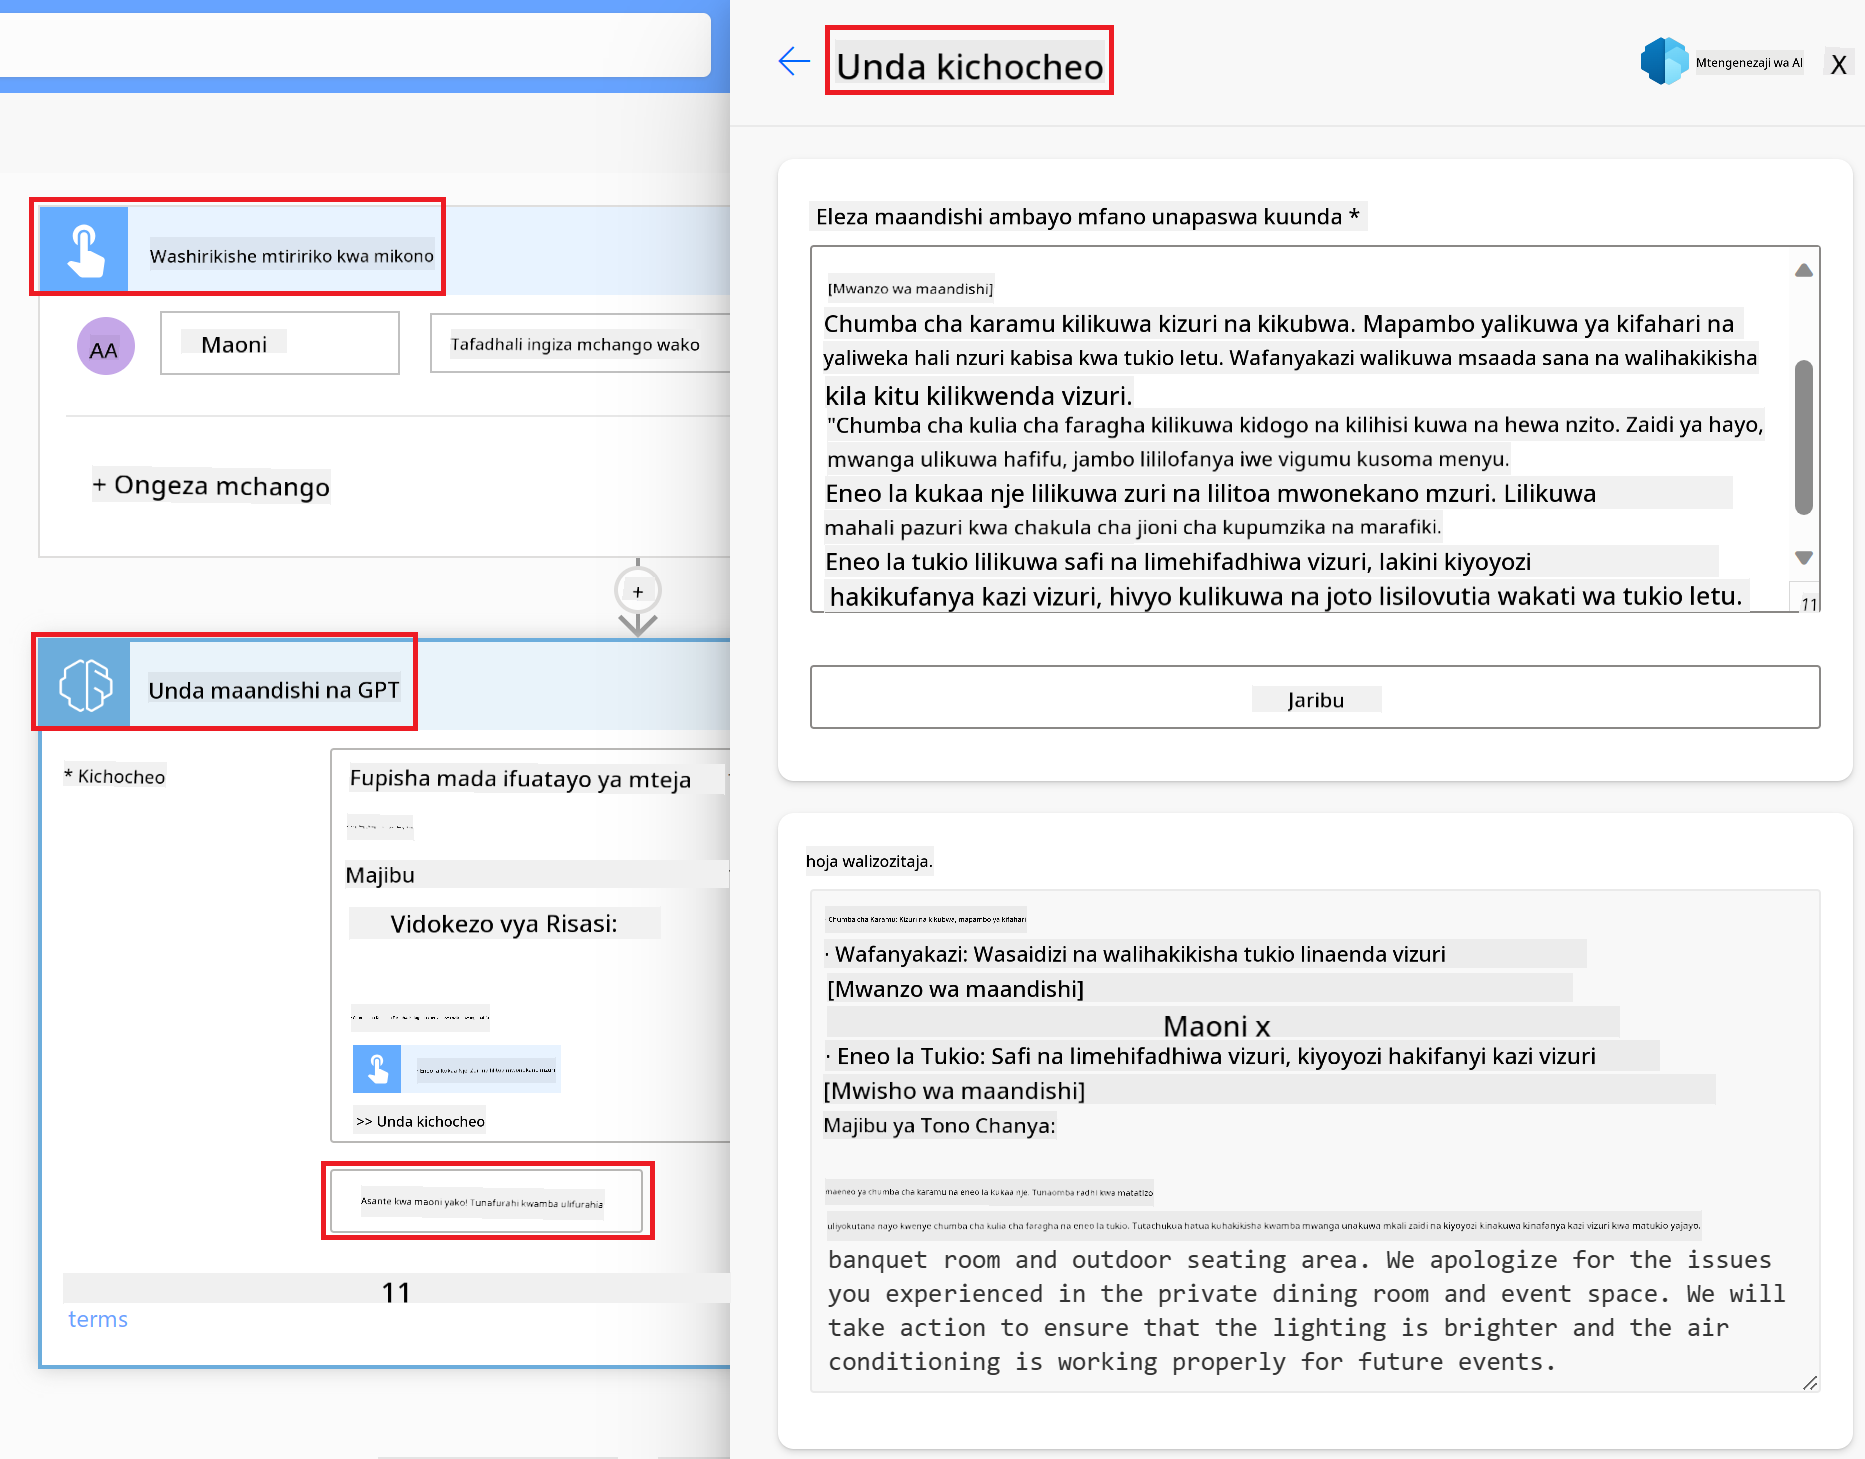 Unda kichocheo
Mtengenezaji wa AI
X
Washirikishe mtiririko kwa mikono
AA
Maoni
Tafadhali ingiza mchango wako
+ Ongeza mchango
+
Unda maandishi na GPT
* Kichocheo
Fupisha mada ifuatayo ya mteja
Majibu
Vidokezo vya Risasi:
· Eneo la Kukaa Nje: Zuri na lilitoa mwonekano mzuri
>> Unda kichocheo
Asante kwa maoni yako! Tunafurahi kwamba ulifurahia
11
terms
Eleza maandishi ambayo mfano unapaswa kuunda *
[Mwanzo wa maandishi]
Chumba cha karamu kilikuwa kizuri na kikubwa. Mapambo yalikuwa ya kifahari na
yaliweka hali nzuri kabisa kwa tukio letu. Wafanyakazi walikuwa msaada sana na walihakikisha
kila kitu kilikwenda vizuri.
"Chumba cha kulia cha faragha kilikuwa kidogo na kilihisi kuwa na hewa nzito. Zaidi ya hayo,
mwanga ulikuwa hafifu, jambo lililofanya iwe vigumu kusoma menyu.
Eneo la kukaa nje lilikuwa zuri na lilitoa mwonekano mzuri. Lilikuwa
mahali pazuri kwa chakula cha jioni cha kupumzika na marafiki.
Eneo la tukio lilikuwa safi na limehifadhiwa vizuri, lakini kiyoyozi
hakikufanya kazi vizuri, hivyo kulikuwa na joto lisilovutia wakati wa tukio letu.
11
Jaribu
hoja walizozitaja.
Chumba cha Karamu: Kizuri na kikubwa, mapambo ya kifahari
· Wafanyakazi: Wasaidizi na walihakikisha tukio linaenda vizuri
[Mwanzo wa maandishi]
Maoni x
· Eneo la Tukio: Safi na limehifadhiwa vizuri, kiyoyozi hakifanyi kazi vizuri
[Mwisho wa maandishi]
Majibu ya Tono Chanya:
maeneo ya chumba cha karamu na eneo la kukaa nje. Tunaomba radhi kwa matatizo
uliyokutana nayo kwenye chumba cha kulia cha faragha na eneo la tukio. Tutachukua hatua kuhakikisha kwamba mwanga unakuwa mkali zaidi na kiyoyozi kinakuwa kinafanya kazi vizuri kwa matukio yajayo.
banquet room and outdoor seating area. We apologize for the issues
you experienced in the private dining room and event space. We will
take action to ensure that the lighting is brighter and the air
conditioning is working properly for future events.